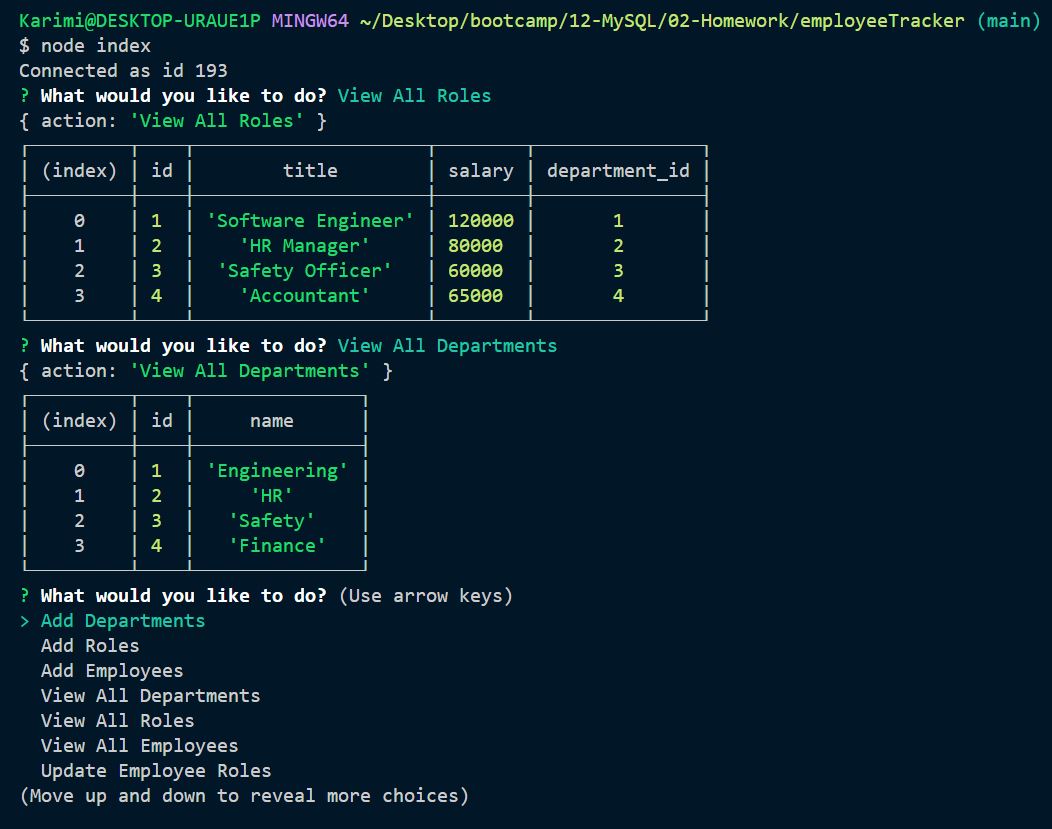 Karimi@DESKTOP-URAUE1P MINGW64 ~/Desktop/bootcamp/12-MySQL/02-Homework/employeeTracker (main)
$ node index
Connected as id 193
? What would you like to do? View All Roles
{ action: 'View All Roles' }
(index) id title salary department_id
0 1 'Software Engineer' 120000 1
1 2 'HR Manager' 80000 2
2 3 'Safety Officer' 60000 3
3 4 'Accountant' 65000 4
? What would you like to do? View All Departments
{ action: 'View All Departments' }
(index) id name
0 1 'Engineering'
1 2 'HR'
2 3 'Safety'
3 4 'Finance'
? What would you like to do? (Use arrow keys)
> Add Departments
Add Roles
Add Employees
View All Departments
View All Roles
View All Employees
Update Employee Roles
(Move up and down to reveal more choices)